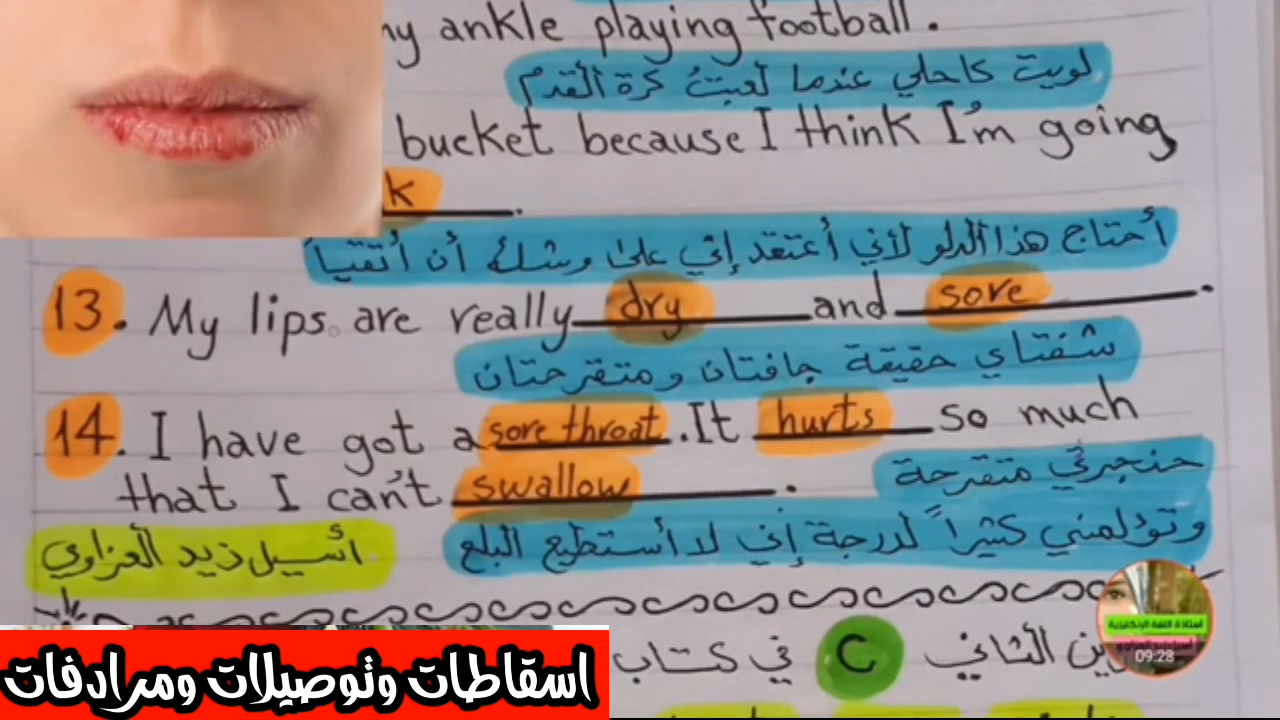 my ankle playing football.
لويت كاحلي عندما لعبتُ كرة القدم
bucket because I think I'm going
k.
أحتاج هذا الدلو لأني أعتقد إني على وشك أن أتقيأ
13. My lips are really dry and sore.
شفتاي حقيقة جافتان ومتقرحتان
14. I have got a sore throat. It hurts so much
حنجرتي متقرحة
that I can't swallow.
وتؤلمني كثيراً لدرجة إني لا أستطيع البلع
أسيل زيد العزاوي
الثاني C في كتاب
استاذة اللغة الإنكليزية
09:28
اسقاطات وتوصيلات ومرادفات